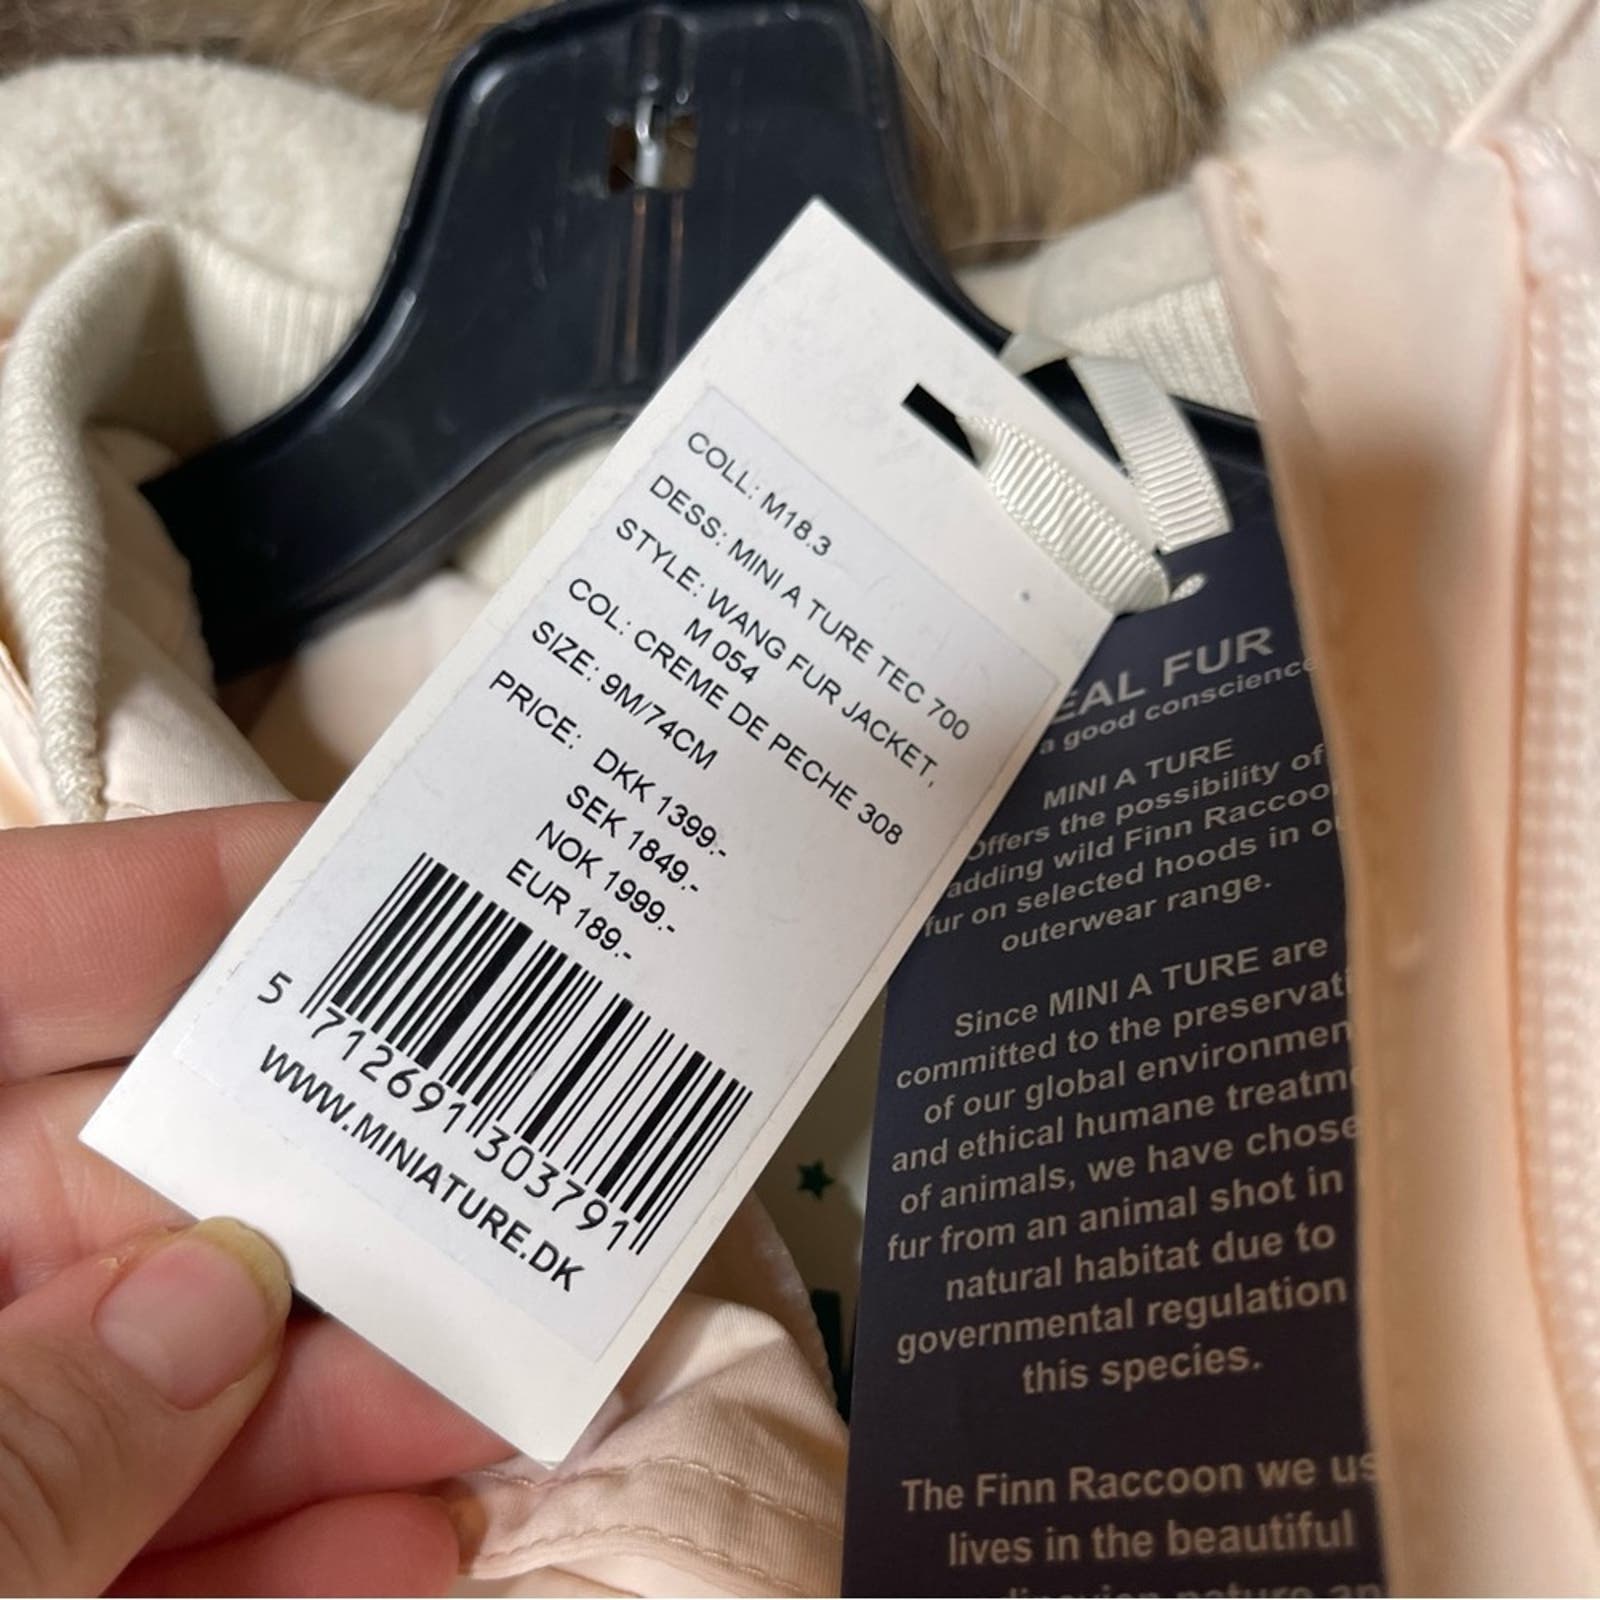 COLL: M18.3
DESS: MINI A TURE TEC 700
STYLE: WANG FUR JACKET,
M 054
COL: CREME DE PECHE 308
SIZE: 9M/74CM
PRICE: DKK 1399.-
SEK 1849.-
NOK 1999.-
EUR 189.-
5 712691 303791
WWW.MINIATURE.DK
EAL FUR
a good conscience
MINI A TURE
Offers the possibility of
adding wild Finn Raccoo
fur on selected hoods in o
outerwear range.
Since MINI A TURE are
committed to the preservati
of our global environmen
and ethical humane treatm
of animals, we have chose
fur from an animal shot in
natural habitat due to
governmental regulation
this species.
The Finn Raccoon we us
lives in the beautiful
nature an